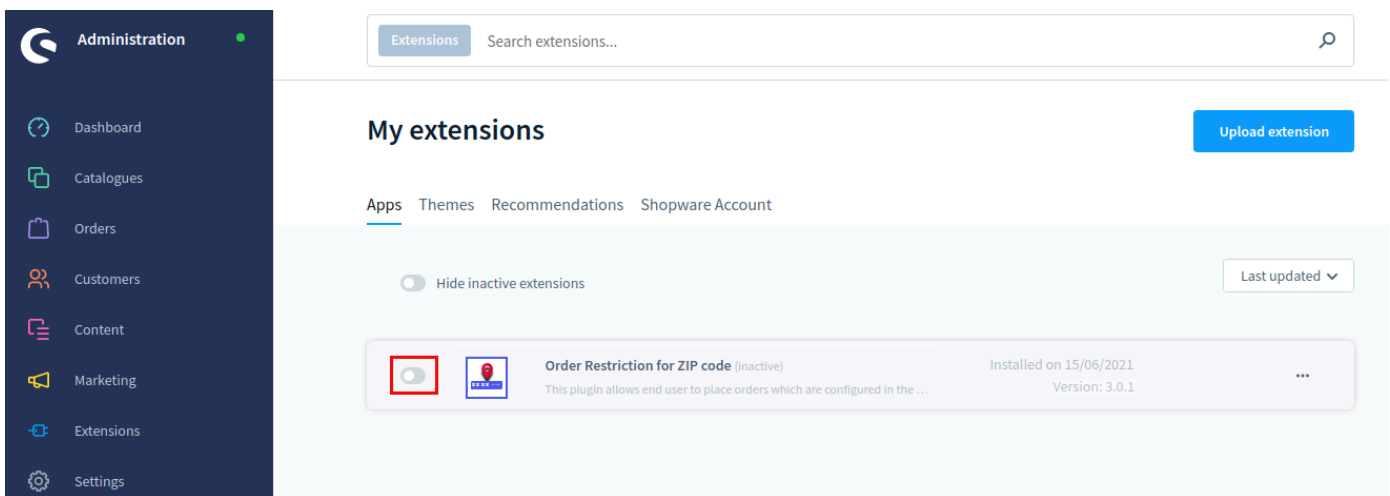 Administration
Extensions Search extensions...
Dashboard
Catalogues
Orders
Customers
Content
Marketing
Extensions
Settings
My extensions
Upload extension
Apps Themes Recommendations Shopware Account
Hide inactive extensions
Last updated
Order Restriction for ZIP code (Inactive)
This plugin allows end user to place orders which are configured in the ...
Installed on 15/06/2021
Version: 3.0.1